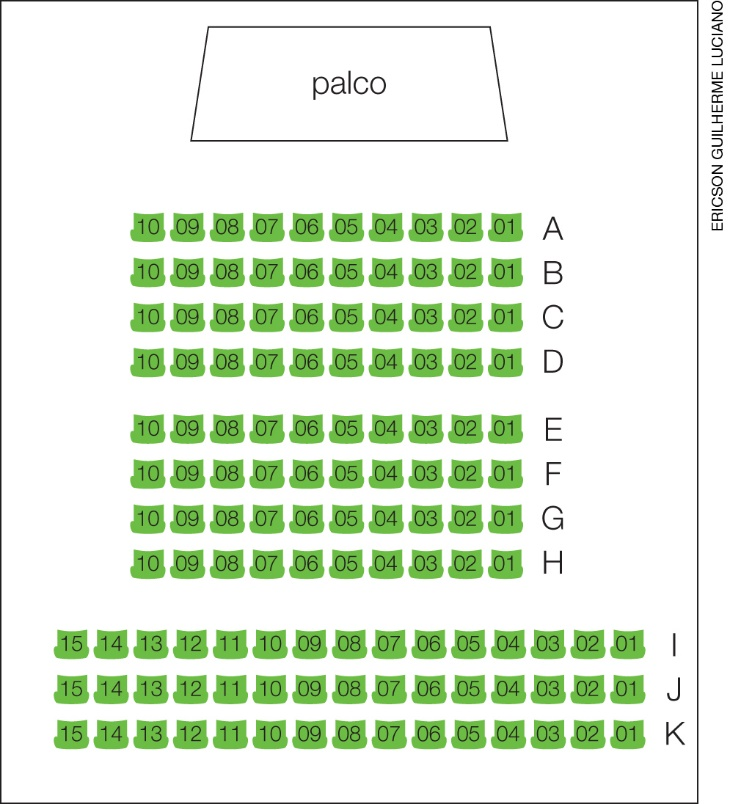 palco
10 09 08 07 06 05 04 03 02 01 A
10 09 08 07 06 05 04 03 02 01 B
10 09 08 07 06 05 04 03 02 01 C
10 09 08 07 06 05 04 03 02 01 D
10 09 08 07 06 05 04 03 02 01 E
10 09 08 07 06 05 04 03 02 01 F
10 09 08 07 06 05 04 03 02 01 G
10 09 08 07 06 05 04 03 02 01 H
15 14 13 12 11 10 09 08 07 06 05 04 03 02 01 I
15 14 13 12 11 10 09 08 07 06 05 04 03 02 01 J
15 14 13 12 11 10 09 08 07 06 05 04 03 02 01 K
ERICSON GUILHERME LUCIANO